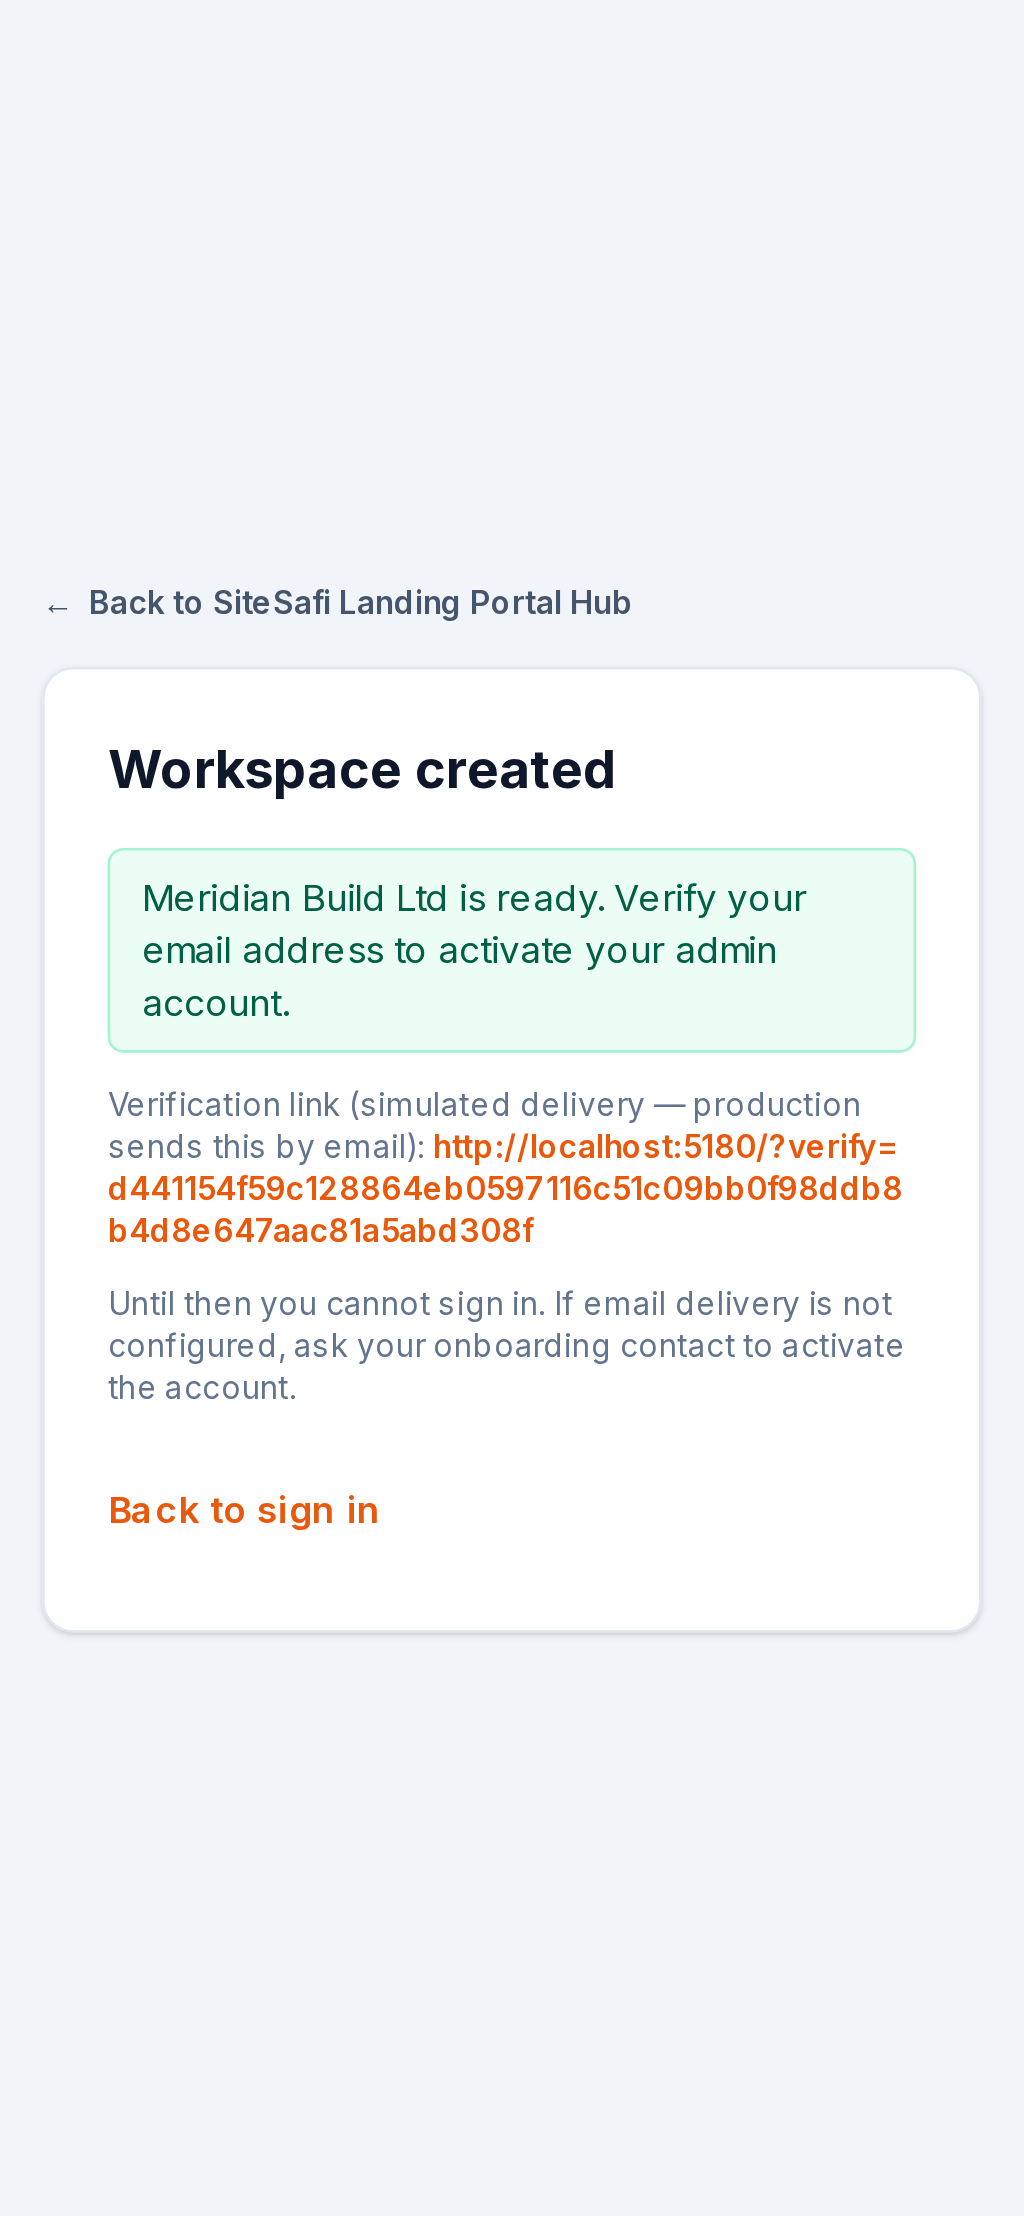 ← Back to SiteSafi Landing Portal Hub
Workspace created
Meridian Build Ltd is ready. Verify your
email address to activate your admin
account.
Verification link (simulated delivery — production
sends this by email): http://localhost:5180/?verify=
d441154f59c128864eb0597116c51c09bb0f98ddb8
b4d8e647aac81a5abd308f
Until then you cannot sign in. If email delivery is not
configured, ask your onboarding contact to activate
the account.
Back to sign in